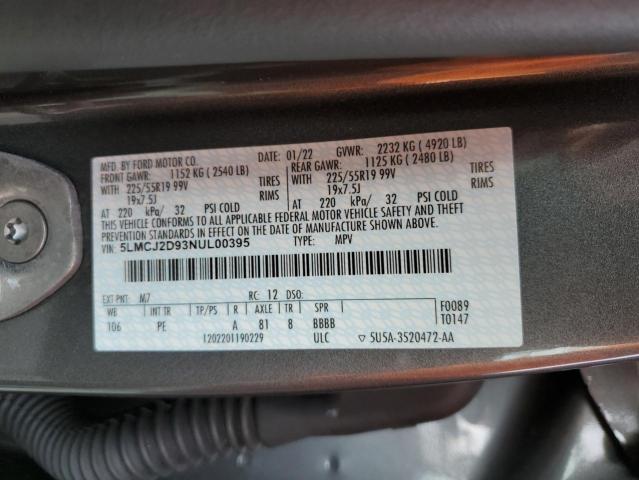 MFD. BY FORD MOTOR CO.
DATE: 01/22 GVWR: 2232 KG ( 4920 LB)
FRONT GAWR: 1152 KG ( 2540 LB)
REAR GAWR: 1125 KG ( 2480 LB)
WITH 225/55R19 99V TIRES
WITH 225/55R19 99V TIRES
19x7.5J RIMS
19x7.5J RIMS
AT 220 kPa/ 32 PSI COLD
AT 220 kPa/ 32 PSI COLD
THIS VEHICLE CONFORMS TO ALL APPLICABLE FEDERAL MOTOR VEHICLE SAFETY AND THEFT PREVENTION
STANDARDS IN EFFECT ON THE DATE OF MANUFACTURE SHOWN ABOVE.
VIN: 5LMCJ2D93NUL00395
TYPE: MPV
EXT PNT: M7 RC: 12 DSO:
WB INT TR TP/PS R AXLE TR SPR
106 PE A 81 8 BBBB
F0089
T0147
1202201190229 ULC ▽ 5U5A-3520472-AA